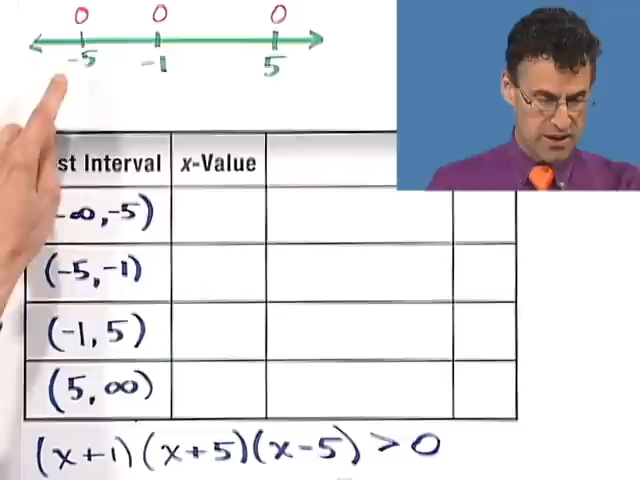 0 0 0
-5 -1 5
st Interval x-Value
-∞,-5)
(-5,-1)
(-1,5)
(5,∞)
(x+1)(x+5)(x-5)>0